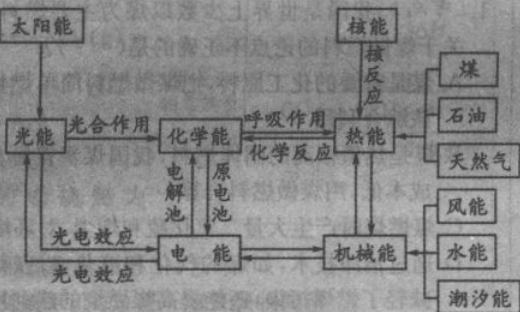 太阳能
核能
核反应
煤
石油
天然气
光能
光合作用
化学能
呼吸作用
化学反应
热能
电解池
原电池
风能
水能
潮汐能
光电效应
光电效应
电能
机械能